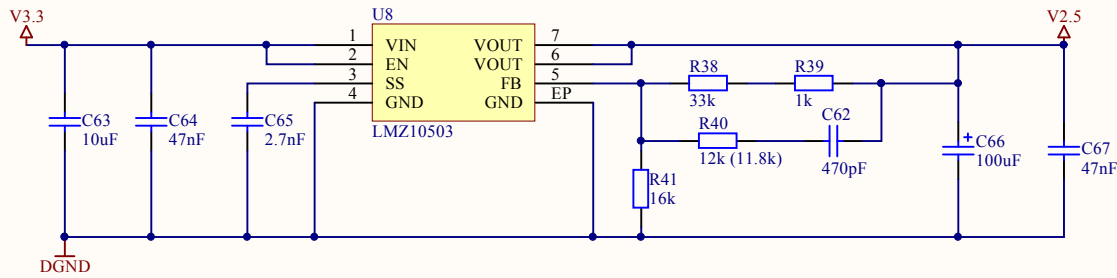 V3.3
U8
V2.5
1 VIN VOUT 7
2 EN VOUT 6
3 SS FB 5
4 GND GND EP
LMZ10503
C63
10uF
C64
47nF
C65
2.7nF
R38
33k
R39
1k
R40
12k (11.8k)
C62
470pF
R41
16k
+
C66
100uF
C67
47nF
DGND